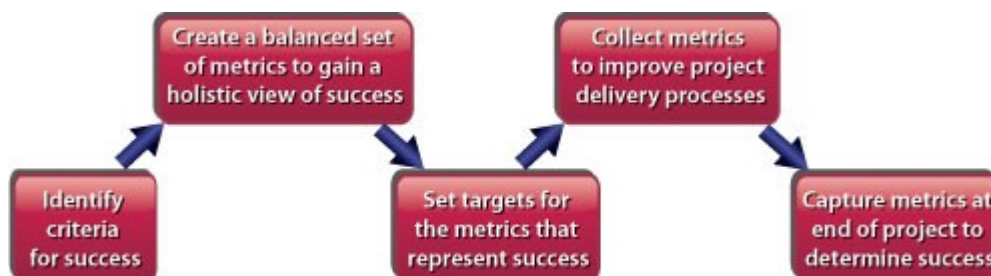 Identify
criteria
for success
Create a balanced set
of metrics to gain a
holistic view of success
Set targets for
the metrics that
represent success
Collect metrics
to improve project
delivery processes
Capture metrics at
end of project to
determine success